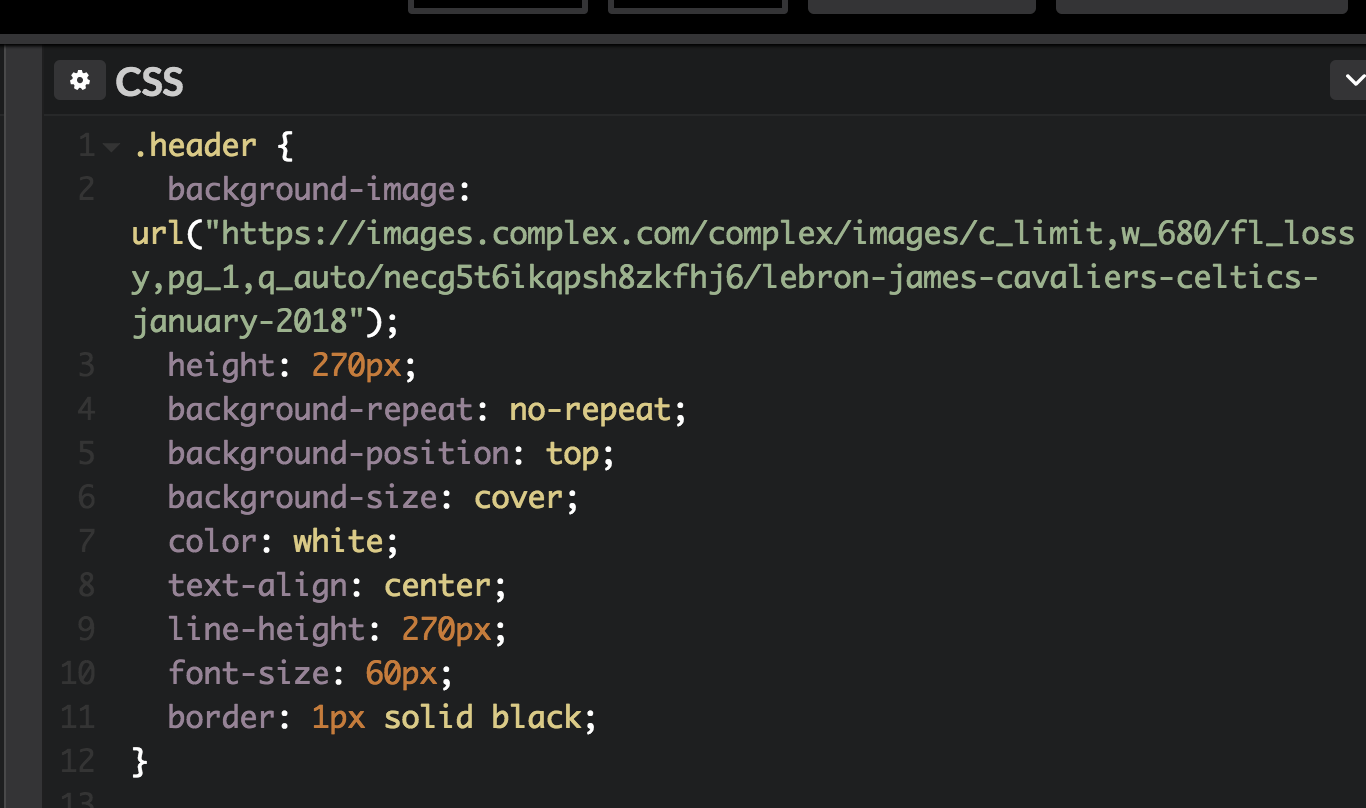 CSS
1 .header {
2 background-image:
url("https://images.complex.com/complex/images/c_limit,w_680/fl_loss
y,pg_1,q_auto/necg5t6ikqpsh8zkfhj6/lebron-james-cavaliers-celtics-
january-2018");
3 height: 270px;
4 background-repeat: no-repeat;
5 background-position: top;
6 background-size: cover;
7 color: white;
8 text-align: center;
9 line-height: 270px;
10 font-size: 60px;
11 border: 1px solid black;
12 }
13